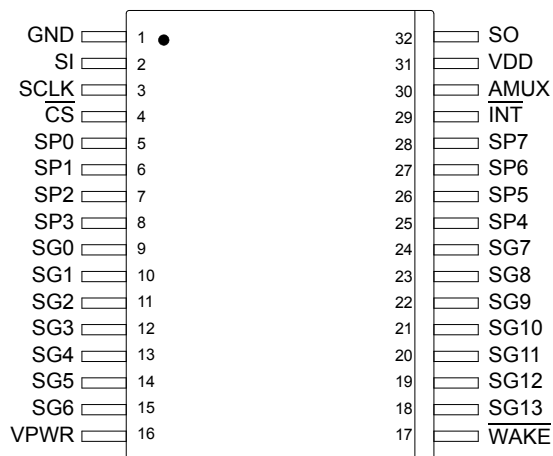 GND 1 32 SO
SI 2 31 VDD
SCLK 3 30 AMUX
CS 4 29 INT
SP0 5 28 SP7
SP1 6 27 SP6
SP2 7 26 SP5
SP3 8 25 SP4
SG0 9 24 SG7
SG1 10 23 SG8
SG2 11 22 SG9
SG3 12 21 SG10
SG4 13 20 SG11
SG5 14 19 SG12
SG6 15 18 SG13
VPWR 16 17 WAKE